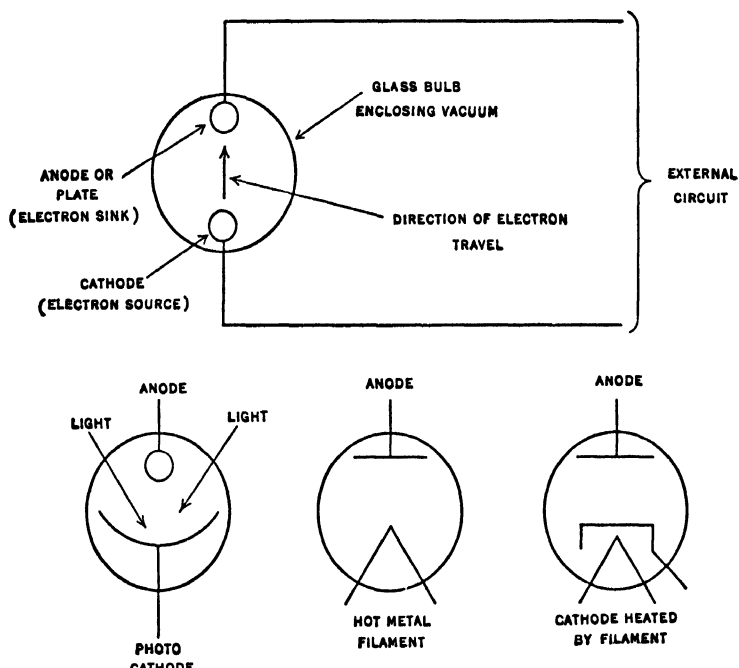 GLASS BULB
ENCLOSING VACUUM
ANODE OR
PLATE
(ELECTRON SINK)
EXTERNAL
CIRCUIT
DIRECTION OF ELECTRON
TRAVEL
CATHODE
(ELECTRON SOURCE)
ANODE
LIGHT
LIGHT
PHOTO
CATHODE
ANODE
HOT METAL
FILAMENT
ANODE
CATHODE HEATED
BY FILAMENT